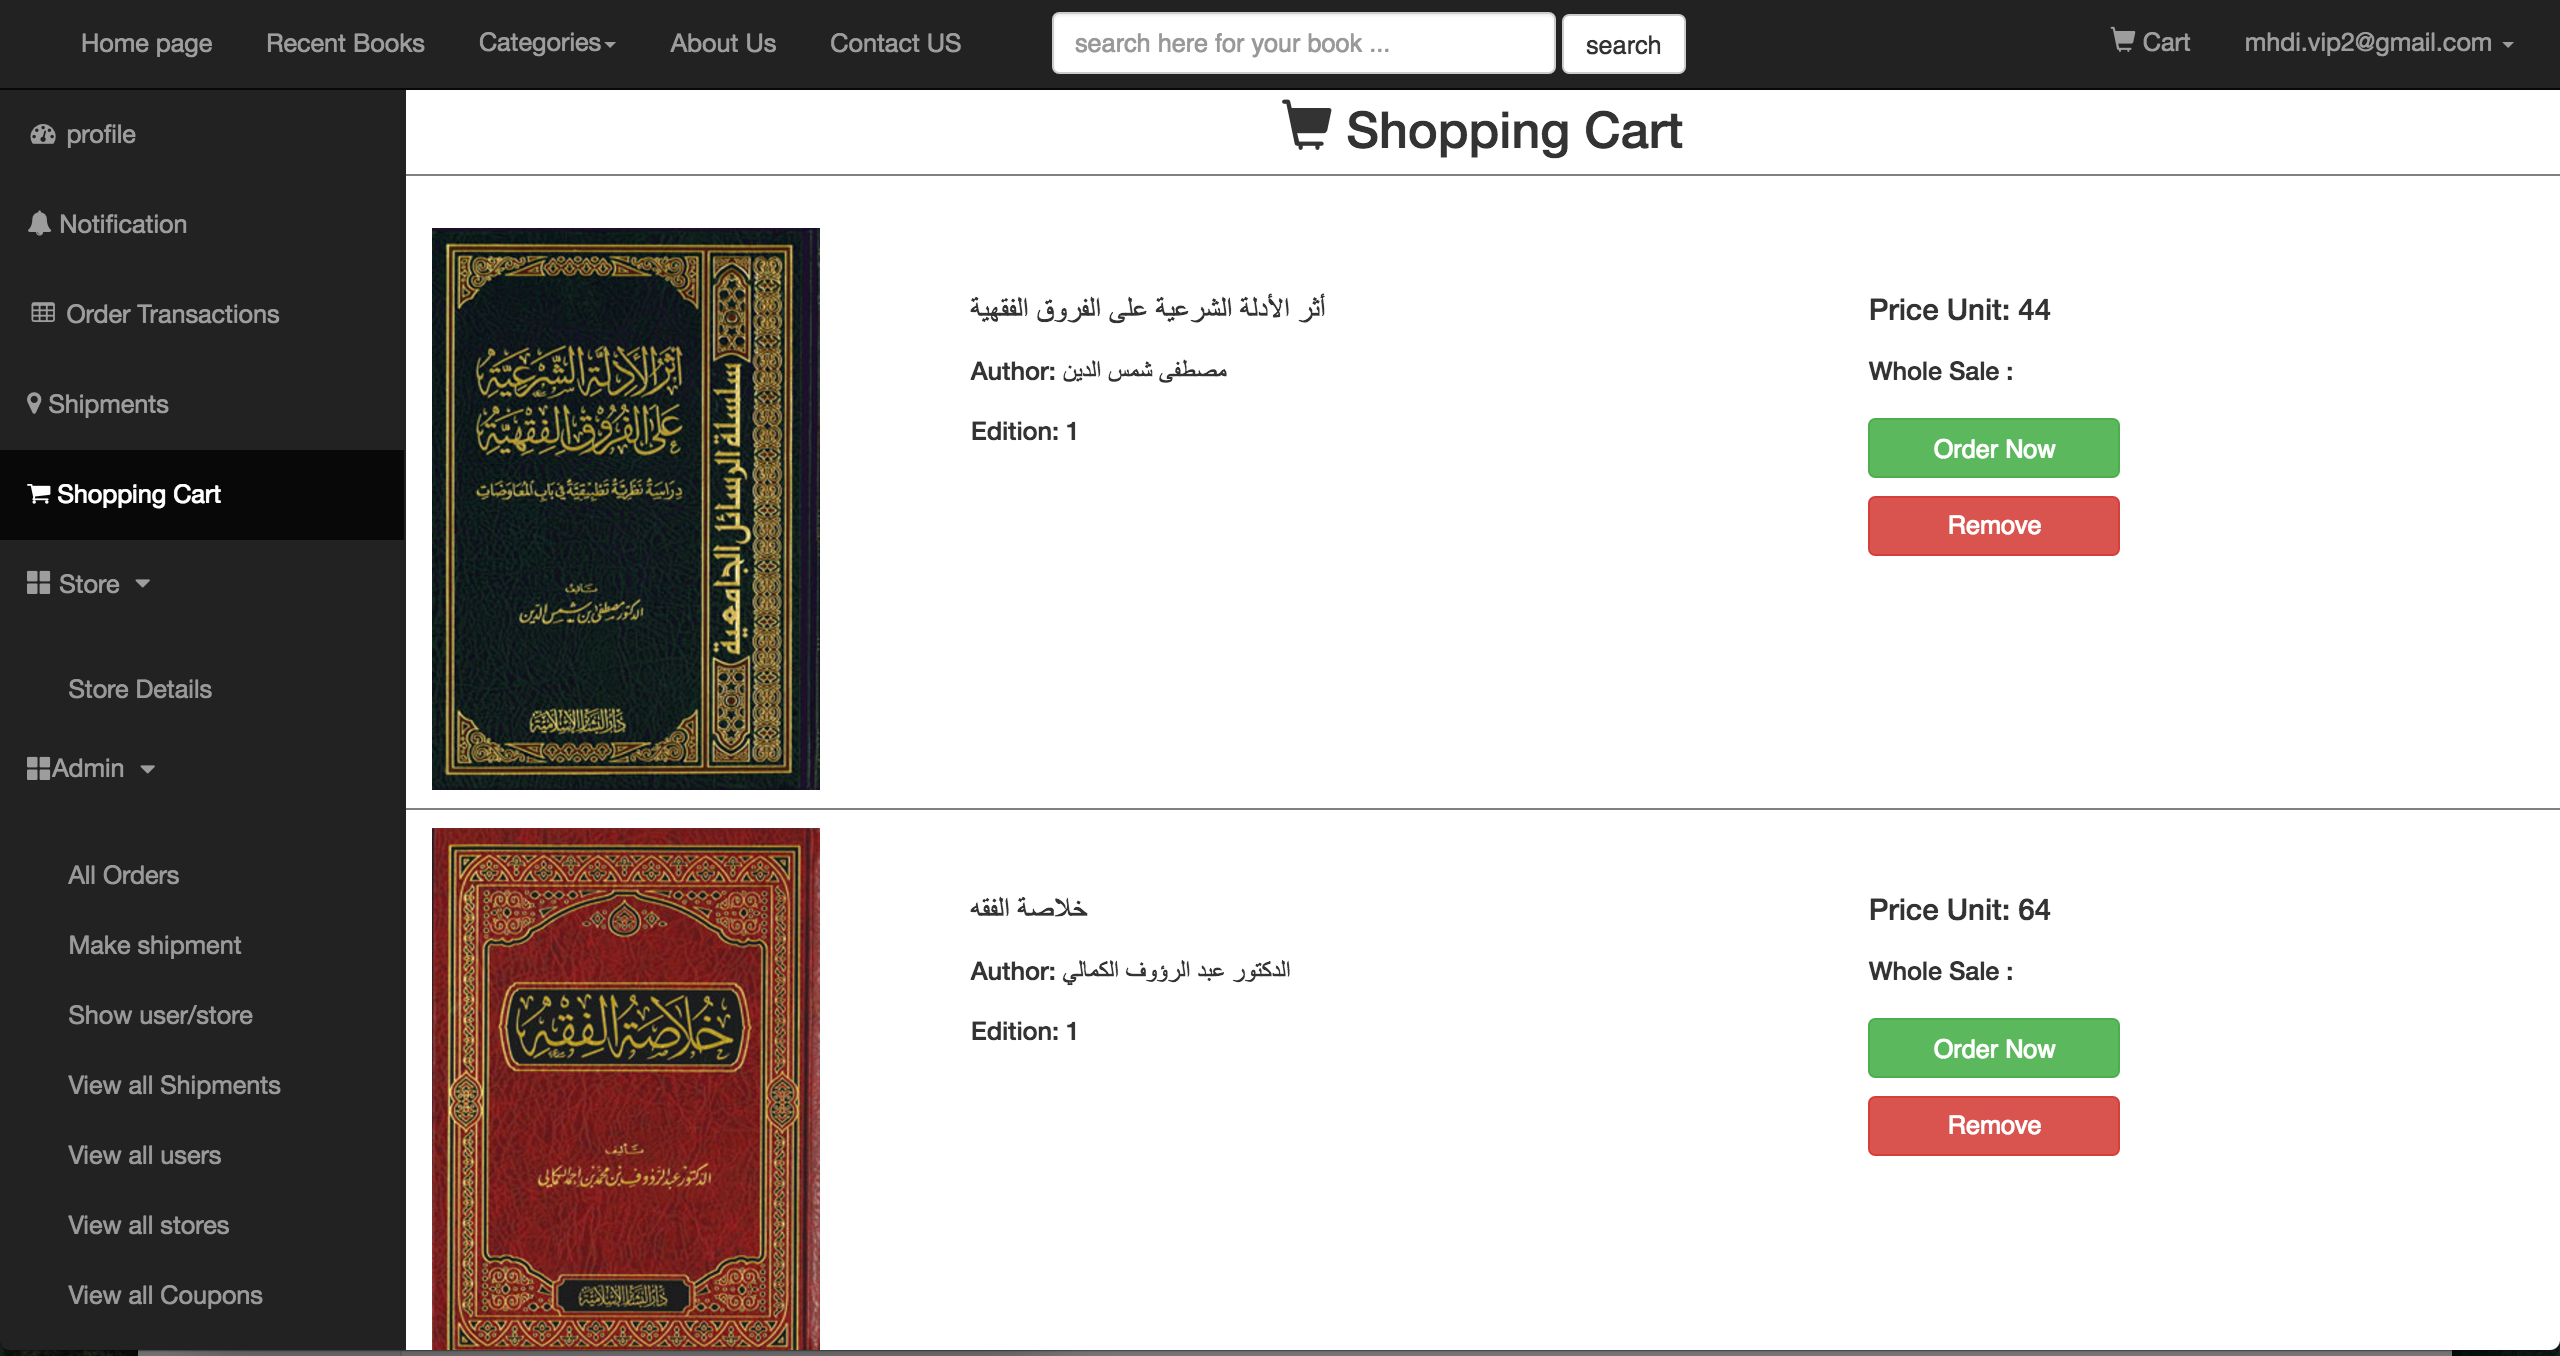 Home page
Recent Books
Categories
About Us
Contact US
search here for your book ...
search
Cart
mhdi.vip2@gmail.com
profile
Notification
Order Transactions
Shipments
Shopping Cart
Store
Store Details
Admin
All Orders
Make shipment
Show user/store
View all Shipments
View all users
View all stores
View all Coupons
Shopping Cart
أثر الأدلة الشرعية
على الفروق الفقهية
دراسة نظرية تطبيقية في باب المعاوضات
سلسلة الرسائل الجامعية
تأليف
الدكتور مصطفى بن شمس الدين
دار البشائر الإسلامية
أثر الأدلة الشرعية على الفروق الفقهية
Author: مصطفى شمس الدين
Edition: 1
Price Unit: 44
Whole Sale :
Order Now
Remove
خلاصة الفقه
تأليف
الدكتور عبد الرؤوف بن محمد بن أحمد الكمالي
دار البشائر الإسلامية
خلاصة الفقه
Author: الدكتور عبد الرؤوف الكمالي
Edition: 1
Price Unit: 64
Whole Sale :
Order Now
Remove